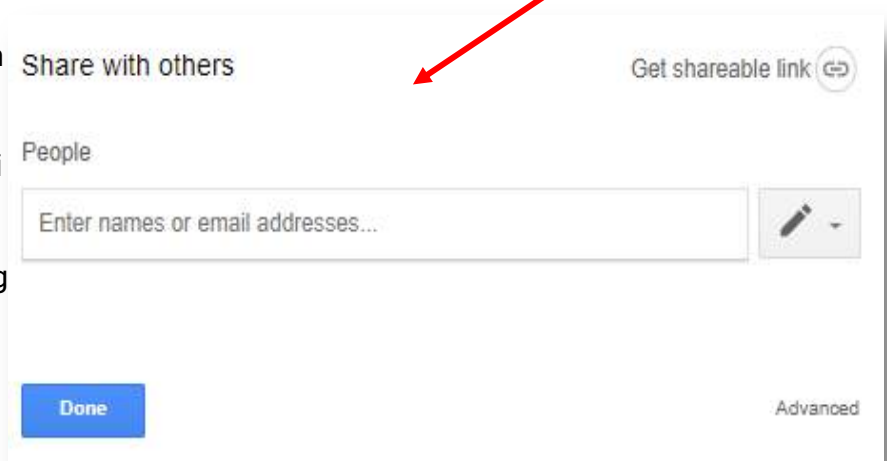 Share with others Get shareable link
People
Enter names or email addresses...
Done Advanced